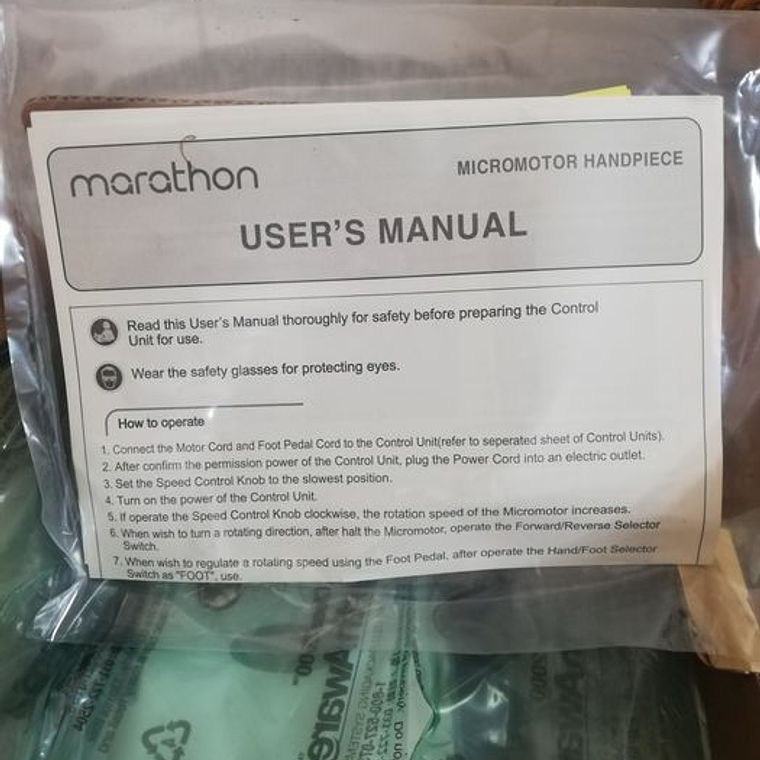 marathon
MICROMOTOR HANDPIECE
USER'S MANUAL
Read this User's Manual thoroughly for safety before preparing the Control
Unit for use.
Wear the safety glasses for protecting eyes.
How to operate
1. Connect the Motor Cord and Foot Pedal Cord to the Control Unit(refer to seperated sheet of Control Units).
2. After confirm the permission power of the Control Unit, plug the Power Cord into an electric outlet.
3. Set the Speed Control Knob to the slowest position.
4. Turn on the power of the Control Unit.
5. If operate the Speed Control Knob clockwise, the rotation speed of the Micromotor increases.
6. When wish to turn a rotating direction, after halt the Micromotor, operate the Forward/Reverse Selector
Switch.
7. When wish to regulate a rotating speed using the Foot Pedal, after operate the Hand/Foot Selector
Switch as "FOOT", use.